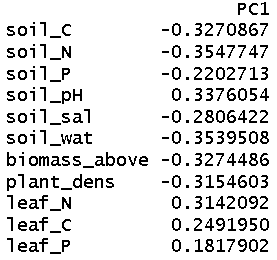 PC1
soil_C -0.3270867
soil_N -0.3547747
soil_P -0.2202713
soil_pH 0.3376054
soil_sal -0.2806422
soil_wat -0.3539508
biomass_above -0.3274486
plant_dens -0.3154603
leaf_N 0.3142092
leaf_C 0.2491950
leaf_P 0.1817902